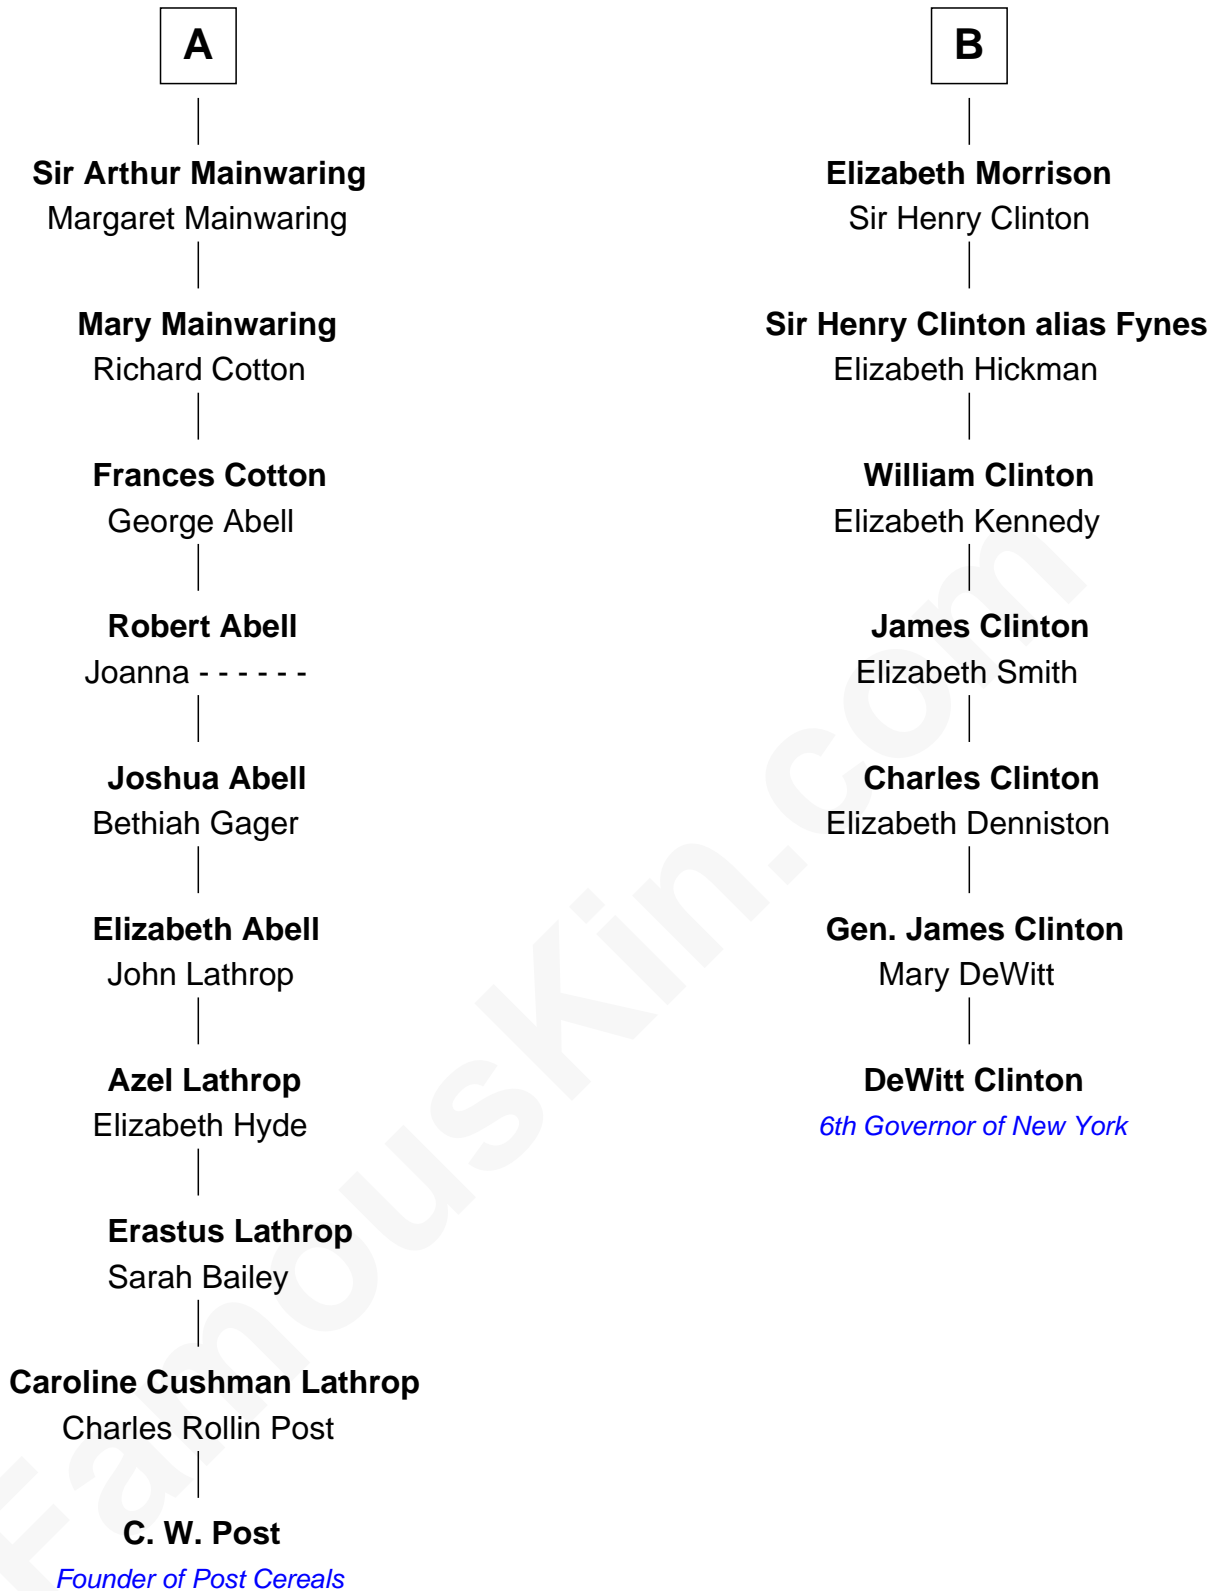 A
Sir Arthur Mainwaring
Margaret Mainwaring
Mary Mainwaring
Richard Cotton
Frances Cotton
George Abell
Robert Abell
Joanna - - - - - -
Joshua Abell
Bethiah Gager
Elizabeth Abell
John Lathrop
Azel Lathrop
Elizabeth Hyde
Erastus Lathrop
Sarah Bailey
Caroline Cushman Lathrop
Charles Rollin Post
C. W. Post
Founder of Post Cereals
B
Elizabeth Morrison
Sir Henry Clinton
Sir Henry Clinton alias Fynes
Elizabeth Hickman
William Clinton
Elizabeth Kennedy
James Clinton
Elizabeth Smith
Charles Clinton
Elizabeth Denniston
Gen. James Clinton
Mary DeWitt
DeWitt Clinton
6th Governor of New York
FamousKin.com